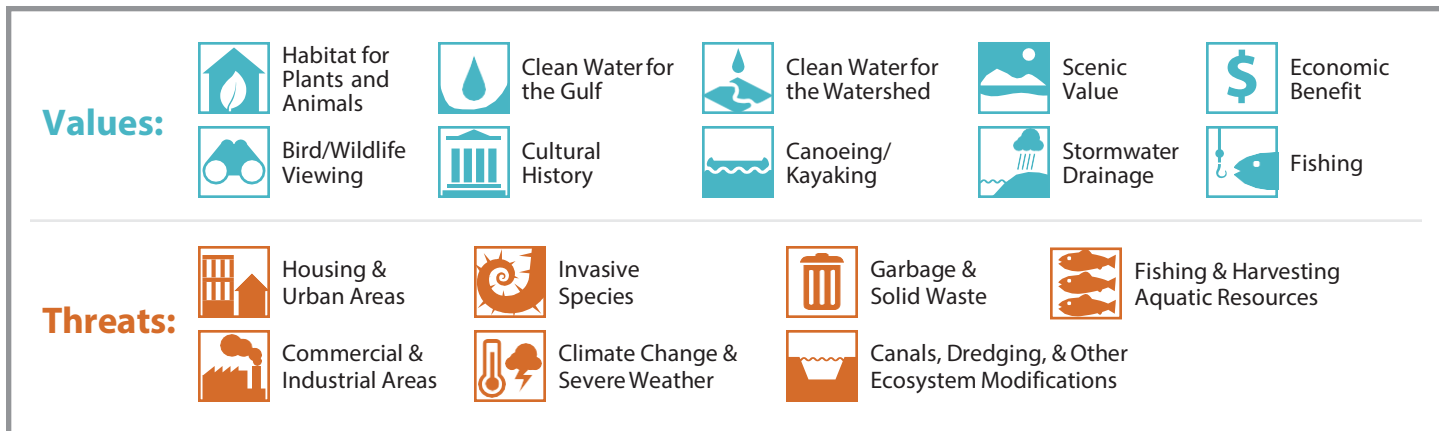 Values:
Habitat for
Plants and
Animals
Clean Water for
the Gulf
Clean Water for
the Watershed
Scenic
Value
$
Economic
Benefit
Bird/Wildlife
Viewing
Cultural
History
Canoeing/
Kayaking
Stormwater
Drainage
Fishing
Threats:
Housing &
Urban Areas
Invasive
Species
Garbage &
Solid Waste
Fishing & Harvesting
Aquatic Resources
Commercial &
Industrial Areas
Climate Change &
Severe Weather
Canals, Dredging, & Other
Ecosystem Modifications